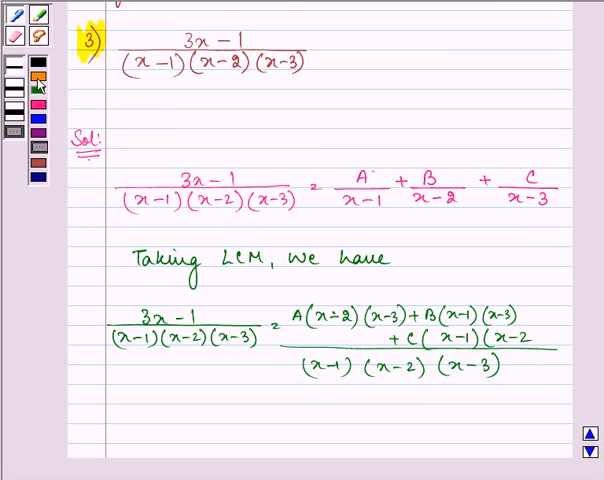 3) 3x-1
(x-1)(x-2)(x-3)
Sol:
3x-1 / (x-1)(x-2)(x-3) = A / x-1 + B / x-2 + C / x-3
Taking LCM, we have
3x-1 / (x-1)(x-2)(x-3) = A(x-2)(x-3)+B(x-1)(x-3)
+C(x-1)(x-2
(x-1) (x-2) (x-3)